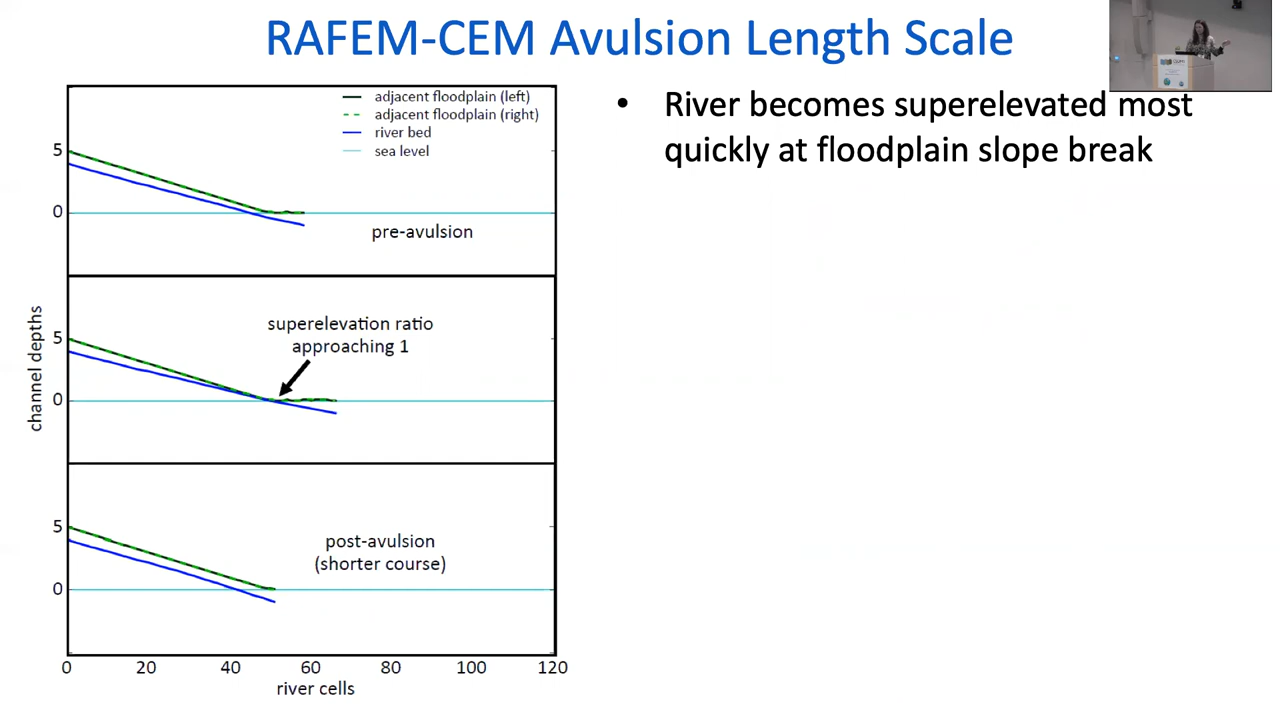 RAFEM-CEM Avulsion Length Scale
• River becomes superelevated most
quickly at floodplain slope break
adjacent floodplain (left)
adjacent floodplain (right)
river bed
sea level
5
0
pre-avulsion
superelevation ratio
approaching 1
5
0
channel depths
post-avulsion
(shorter course)
5
0
0 20 40 60 80 100 120
river cells